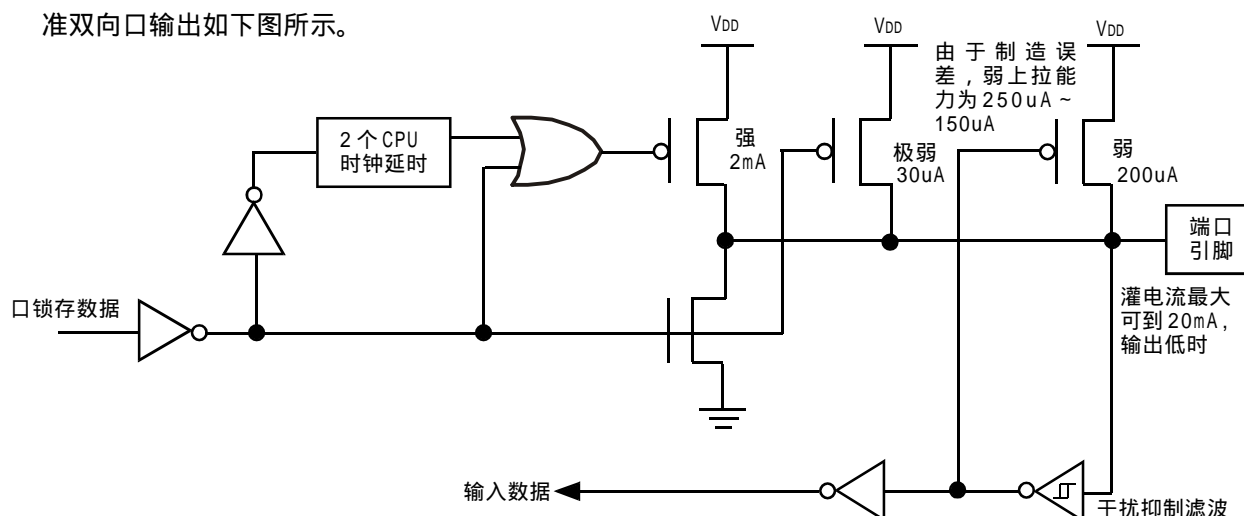 准双向口输出如下图所示。
VDD
VDD
VDD
由于制造误
差，弱上拉能
力为250uA~
150uA
2个CPU
时钟延时
强
2mA
极弱
30uA
弱
200uA
端口
引脚
口锁存数据
灌电流最大
可到20mA,
输出低时
输入数据
干扰抑制滤波